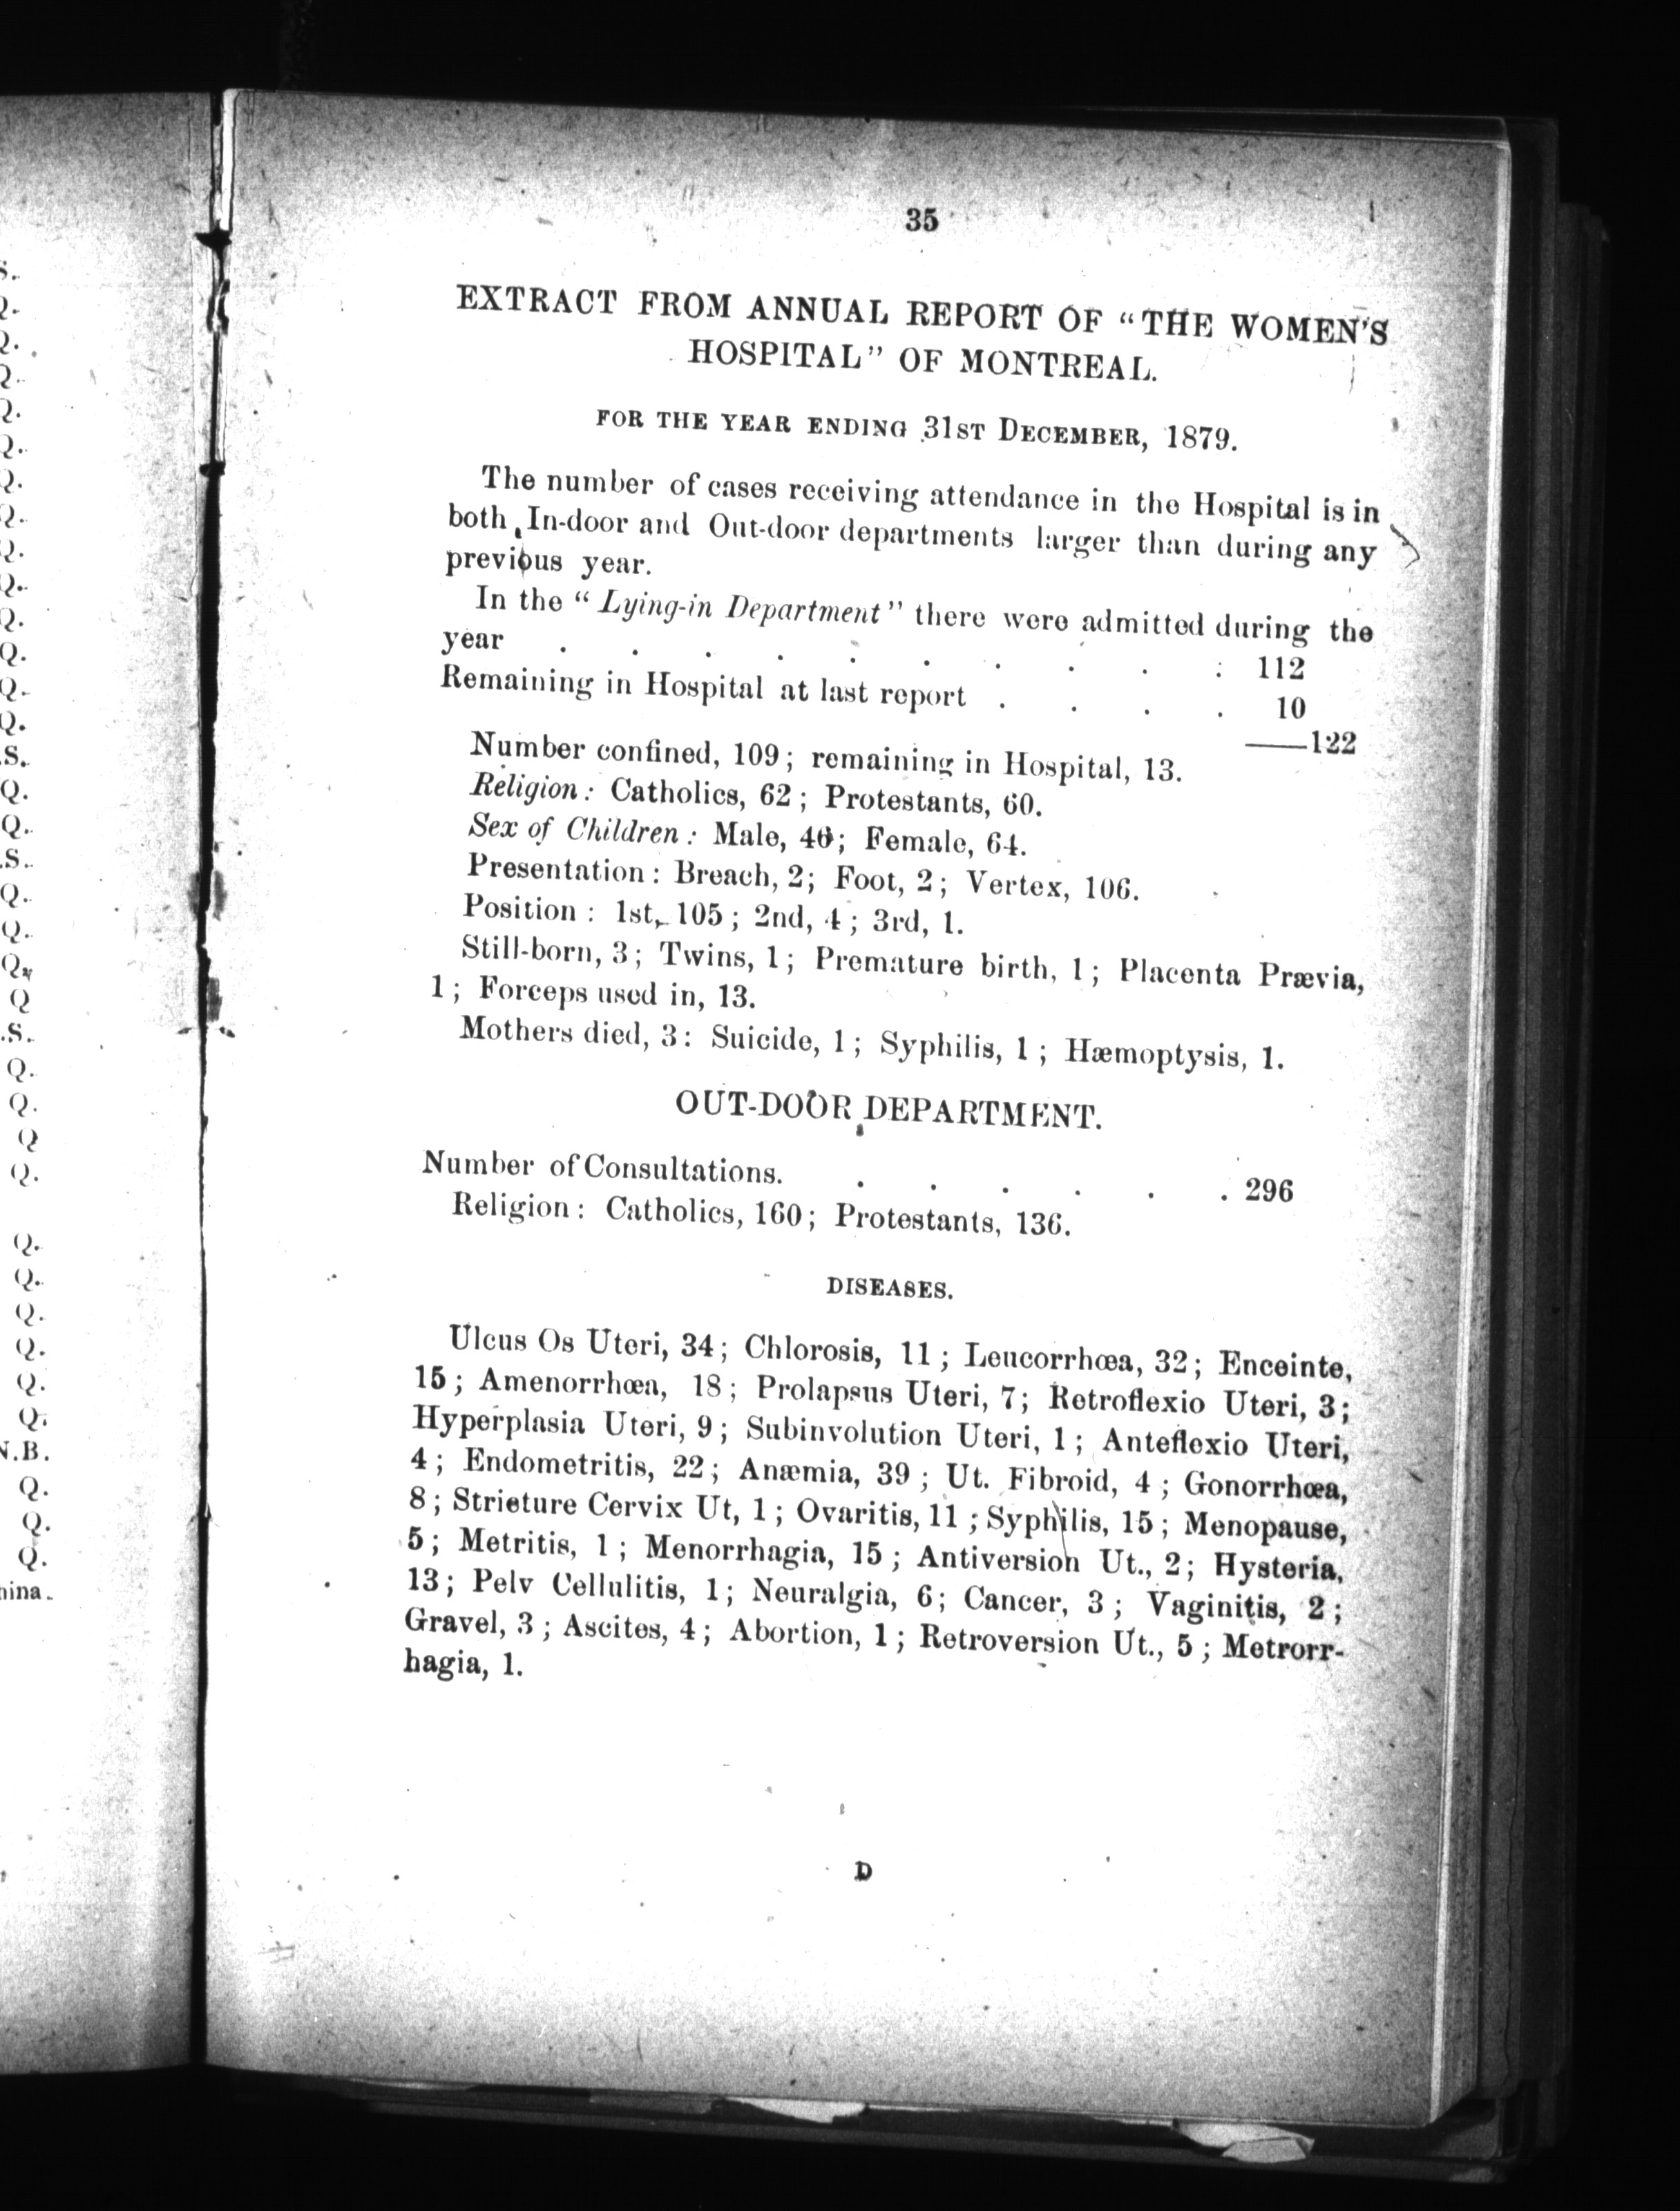 S.
Q.
Q.
Q.
Q.
Q.
Q.
Q.
Q.
Q.
Q.
Q.
Q.
Q.
.S.
Q.
Q.
.S.
Q.
Q.
Q.
Q
.S.
Q.
Q.
Q
Q.
Q.
Q.
Q.
Q.
Q.
Q.
N.B.
Q.
Q.
Q.
hina.
35
EXTRACT FROM ANNUAL REPORT OF "THE WOMEN'S
HOSPITAL" OF MONTREAL.
FOR THE YEAR ENDING 31ST DECEMBER, 1879.
The number of cases receiving attendance in the Hospital is in
both In-door and Out-door departments larger than during any
previous year.
In the "Lying-in Department" there were admitted during the
year . . . . . . . . . : 112
Remaining in Hospital at last report . . . . 10
——122
Number confined, 109; remaining in Hospital, 13.
Religion: Catholics, 62; Protestants, 60.
Sex of Children: Male, 46; Female, 64.
Presentation: Breach, 2; Foot, 2; Vertex, 106.
Position: 1st, 105; 2nd, 4; 3rd, 1.
Still-born, 3; Twins, 1; Premature birth, 1; Placenta Prævia,
1; Forceps used in, 13.
Mothers died, 3: Suicide, 1; Syphilis, 1; Hæmoptysis, 1.
OUT-DOOR DEPARTMENT.
Number of Consultations. . . . . . . 296
Religion: Catholics, 160; Protestants, 136.
DISEASES.
Ulcus Os Uteri, 34; Chlorosis, 11; Leucorrhœa, 32; Enceinte,
15; Amenorrhœa, 18; Prolapsus Uteri, 7; Retroflexio Uteri, 3;
Hyperplasia Uteri, 9; Subinvolution Uteri, 1; Anteflexio Uteri,
4; Endometritis, 22; Anæmia, 39; Ut. Fibroid, 4; Gonorrhœa,
8; Strieture Cervix Ut, 1; Ovaritis, 11; Syphilis, 15; Menopause,
5; Metritis, 1; Menorrhagia, 15; Antiversion Ut., 2; Hysteria,
13; Pelv Cellulitis, 1; Neuralgia, 6; Cancer, 3; Vaginitis, 2;
Gravel, 3; Ascites, 4; Abortion, 1; Retroversion Ut., 5; Metrorr-
hagia, 1.
D